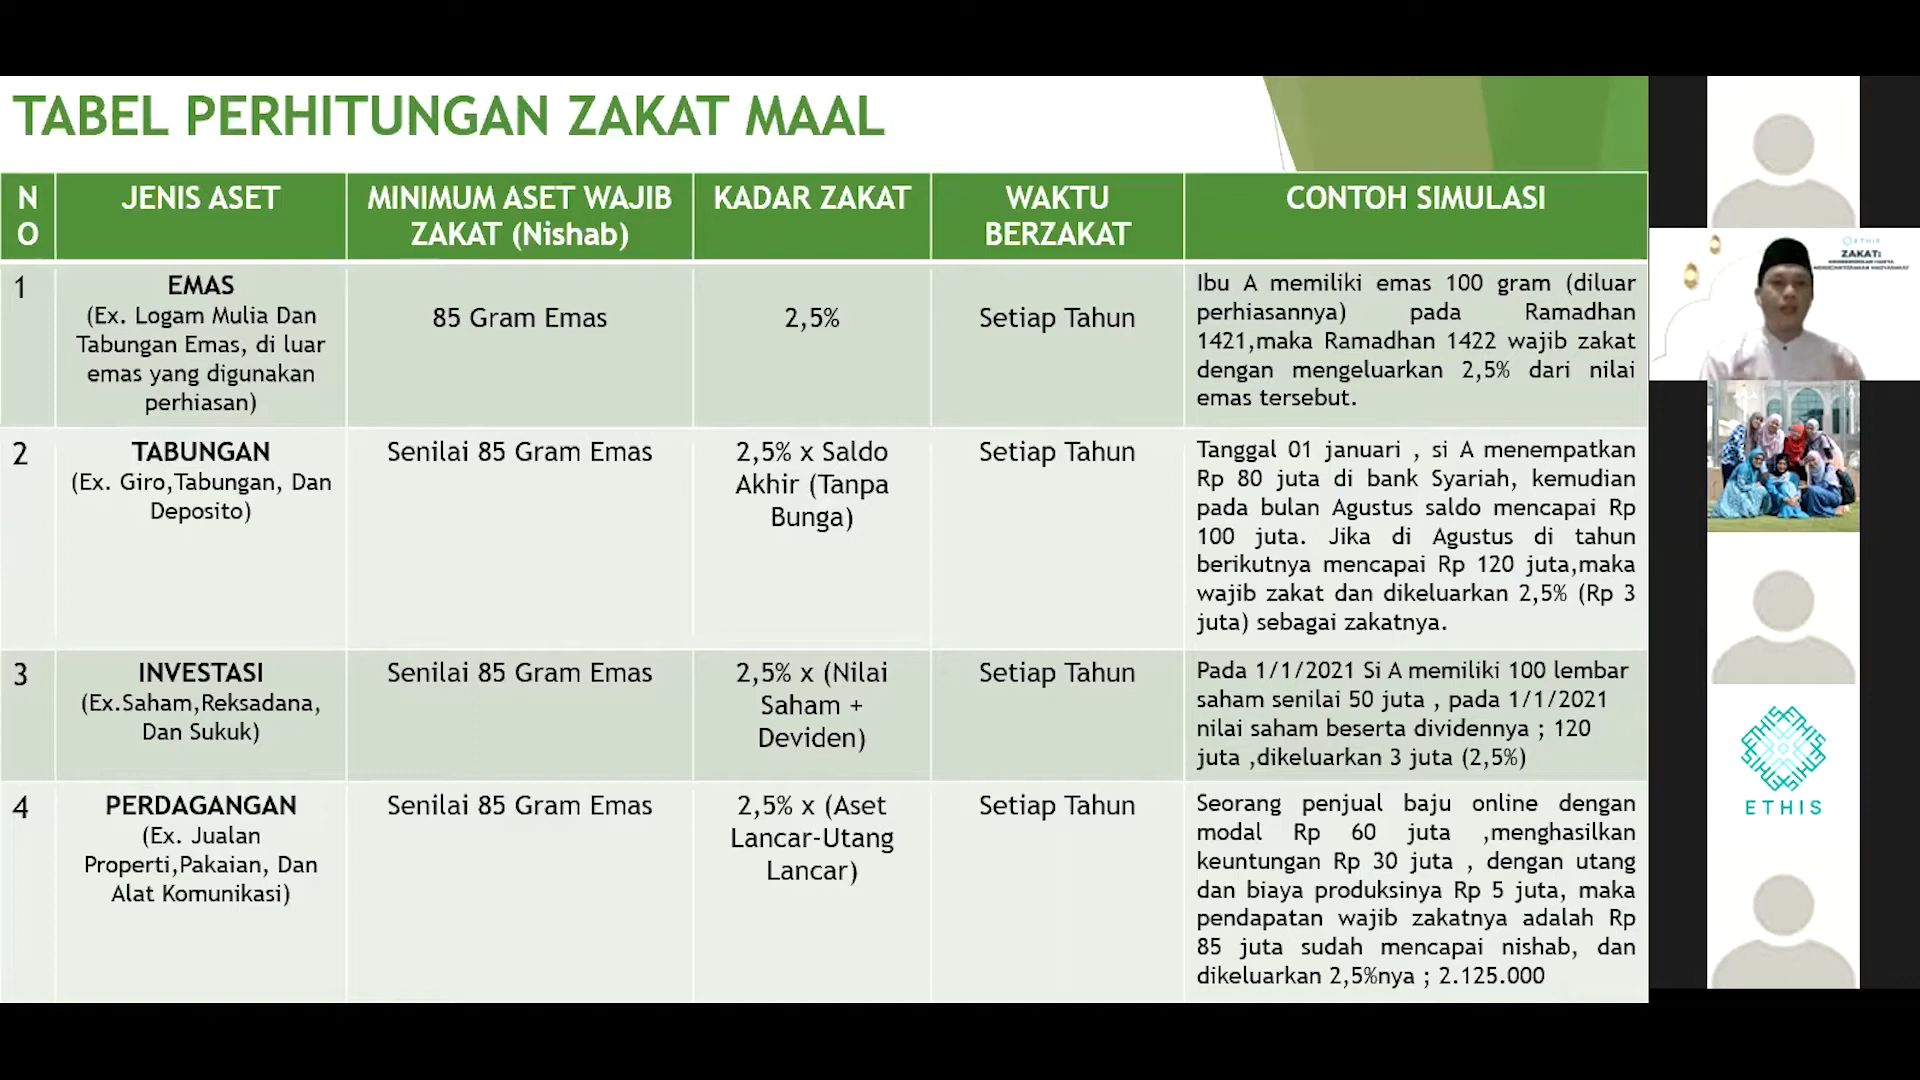 TABEL PERHITUNGAN ZAKAT MAAL
N
O
JENIS ASET
MINIMUM ASET WAJIB
ZAKAT (Nishab)
KADAR ZAKAT
WAKTU
BERZAKAT
CONTOH SIMULASI
1
EMAS
(Ex. Logam Mulia Dan
Tabungan Emas, di luar
emas yang digunakan
perhiasan)
85 Gram Emas
2,5%
Setiap Tahun
Ibu A memiliki emas 100 gram (diluar
perhiasannya) pada Ramadhan
1421,maka Ramadhan 1422 wajib zakat
dengan mengeluarkan 2,5% dari nilai
emas tersebut.
2
TABUNGAN
(Ex. Giro,Tabungan, Dan
Deposito)
Senilai 85 Gram Emas
2,5% x Saldo
Akhir (Tanpa
Bunga)
Setiap Tahun
Tanggal 01 januari , si A menempatkan
Rp 80 juta di bank Syariah, kemudian
pada bulan Agustus saldo mencapai Rp
100 juta. Jika di Agustus di tahun
berikutnya mencapai Rp 120 juta,maka
wajib zakat dan dikeluarkan 2,5% (Rp 3
juta) sebagai zakatnya.
3
INVESTASI
(Ex.Saham,Reksadana,
Dan Sukuk)
Senilai 85 Gram Emas
2,5% x (Nilai
Saham +
Deviden)
Setiap Tahun
Pada 1/1/2021 Si A memiliki 100 lembar
saham senilai 50 juta , pada 1/1/2021
nilai saham beserta dividennya ; 120
juta ,dikeluarkan 3 juta (2,5%)
4
PERDAGANGAN
(Ex. Jualan
Properti,Pakaian, Dan
Alat Komunikasi)
Senilai 85 Gram Emas
2,5% x (Aset
Lancar-Utang
Lancar)
Setiap Tahun
Seorang penjual baju online dengan
modal Rp 60 juta ,menghasilkan
keuntungan Rp 30 juta , dengan utang
dan biaya produksinya Rp 5 juta, maka
pendapatan wajib zakatnya adalah Rp
85 juta sudah mencapai nishab, dan
dikeluarkan 2,5%nya ; 2.125.000
ETHIS
ZAKAT:
ETHIS